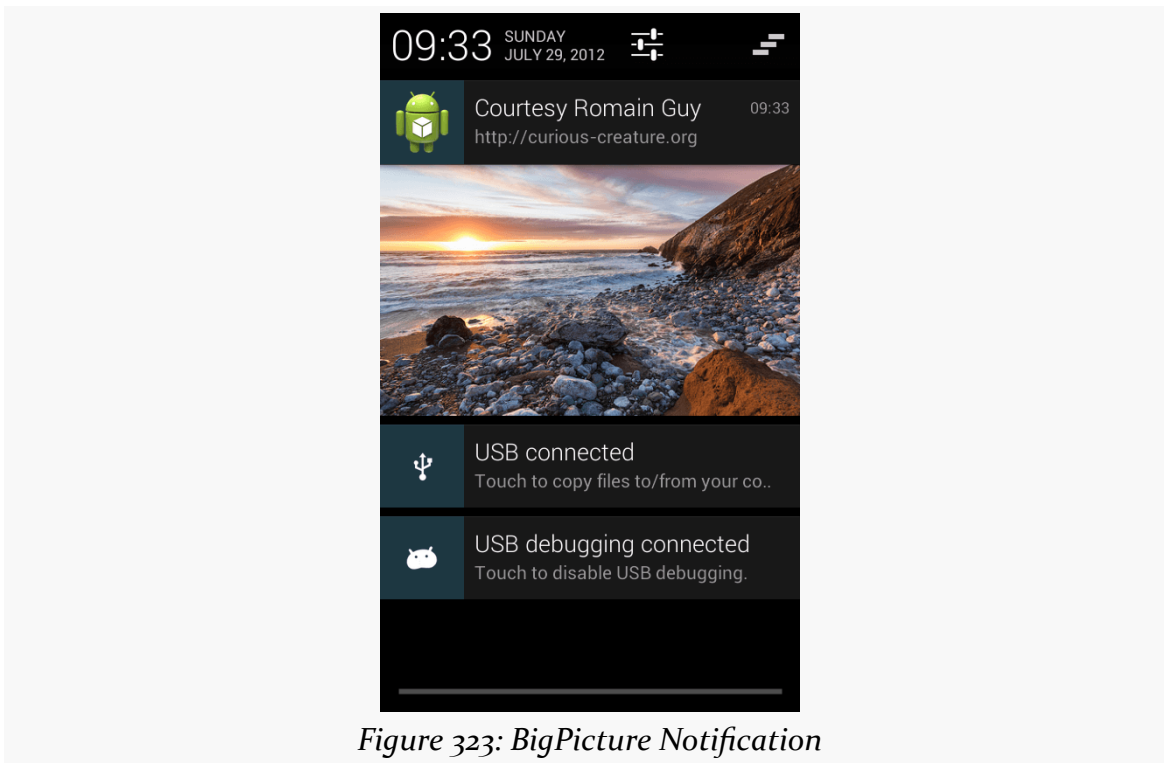 09:33 SUNDAY
JULY 29, 2012
Courtesy Romain Guy 09:33
http://curious-creature.org
USB connected
Touch to copy files to/from your co..
USB debugging connected
Touch to disable USB debugging.
Figure 323: BigPicture Notification